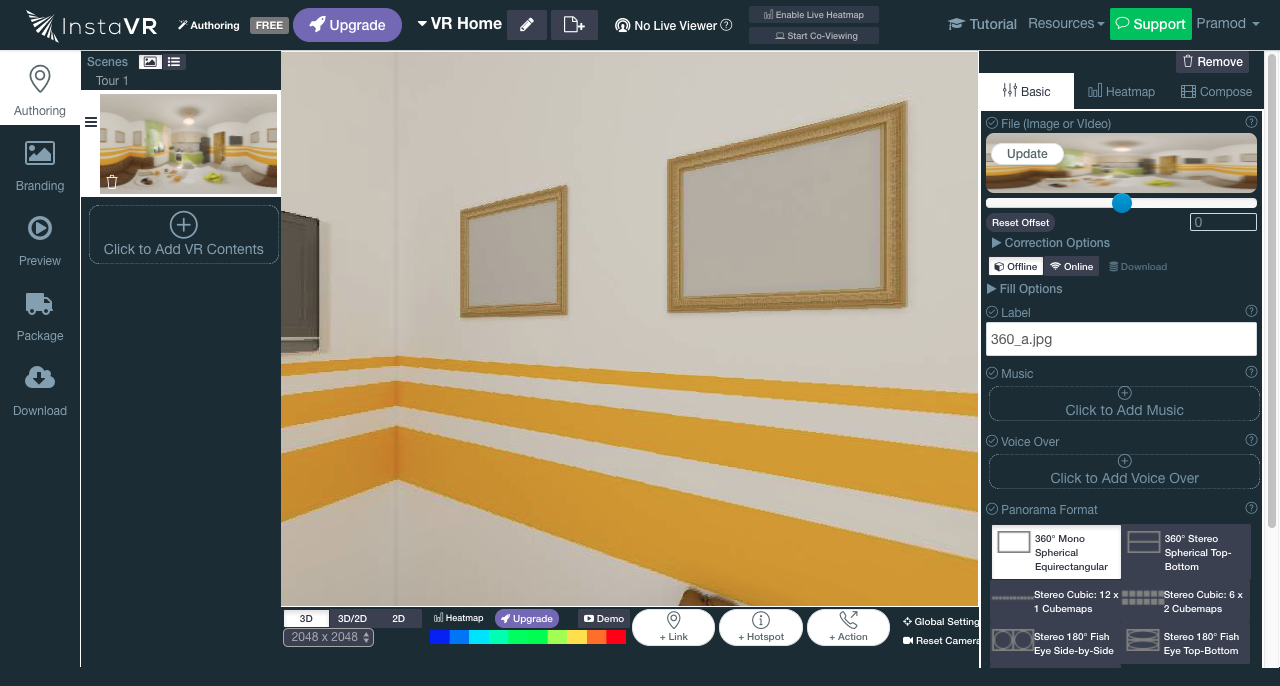 InstaVR
Authoring
FREE
Upgrade
VR Home
No Live Viewer
Enable Live Heatmap
Start Co-Viewing
Tutorial
Resources
Support
Pramod
Authoring
Branding
Preview
Package
Download
Scenes
Tour 1
Click to Add VR Contents
3D
3D/2D
2D
2048 x 2048
Heatmap
Upgrade
Demo
+ Link
+ Hotspot
+ Action
Global Setting
Reset Camera
Remove
Basic
Heatmap
Compose
File (Image or VIdeo)
Update
Reset Offset
0
Correction Options
Offline
Online
Download
Fill Options
Label
360_a.jpg
Music
Click to Add Music
Voice Over
Click to Add Voice Over
Panorama Format
360° Mono
Spherical
Equirectangular
360° Stereo
Spherical Top-
Bottom
Stereo Cubic: 12 x
1 Cubemaps
Stereo Cubic: 6 x
2 Cubemaps
Stereo 180° Fish
Eye Side-by-Side
Stereo 180° Fish
Eye Top-Bottom